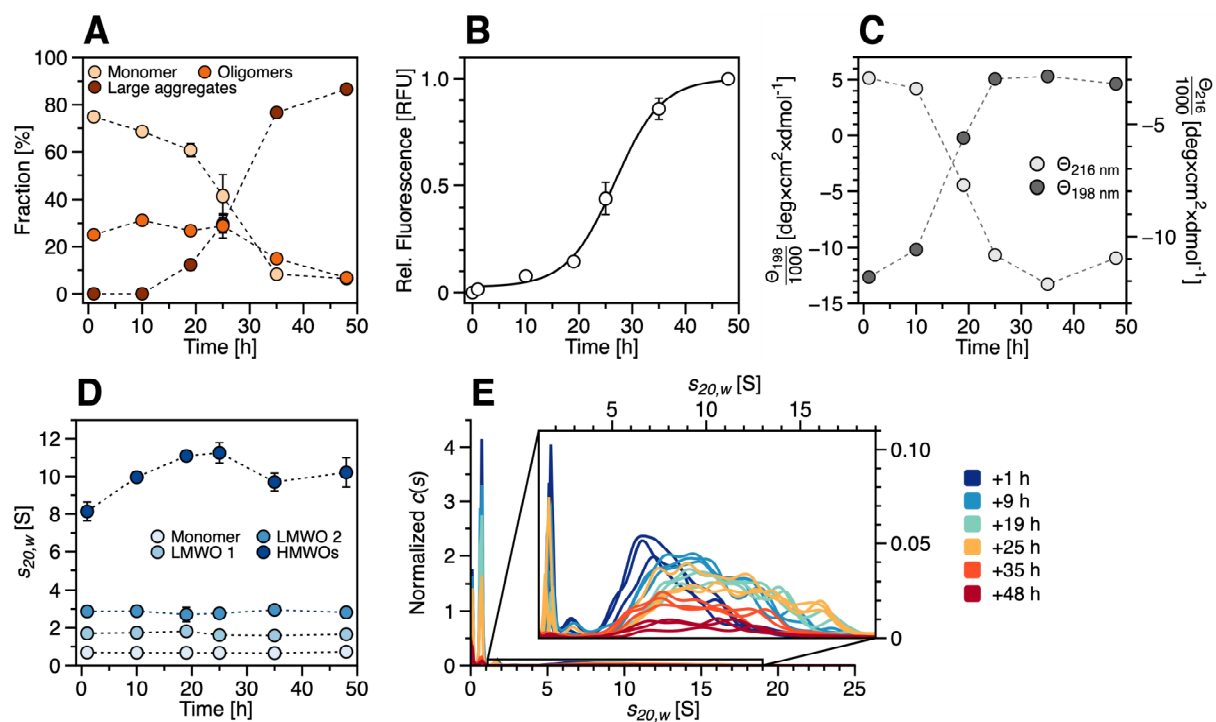 A
100
80
60
40
20
0
Fraction [%]
Monomer
Oligomers
Large aggregates
0 10 20 30 40 50
Time [h]
B
1.0
0.5
0
Rel. Fluorescence [RFU]
0 10 20 30 40 50
Time [h]
C
5
0
−5
−10
−15
Θ198/1000 [deg×cm²×dmol⁻¹]
−5
−10
Θ216/1000 [deg×cm²×dmol⁻¹]
Θ216 nm
Θ198 nm
0 10 20 30 40 50
Time [h]
D
12
10
8
6
4
2
0
s20,w [S]
Monomer
LMWO 2
LMWO 1
HMWOs
0 10 20 30 40 50
Time [h]
E
s20,w [S]
5 10 15
0.10
0.05
0
4
3
2
1
0
Normalized c(s)
0 5 10 15 20 25
s20,w [S]
+1 h
+9 h
+19 h
+25 h
+35 h
+48 h